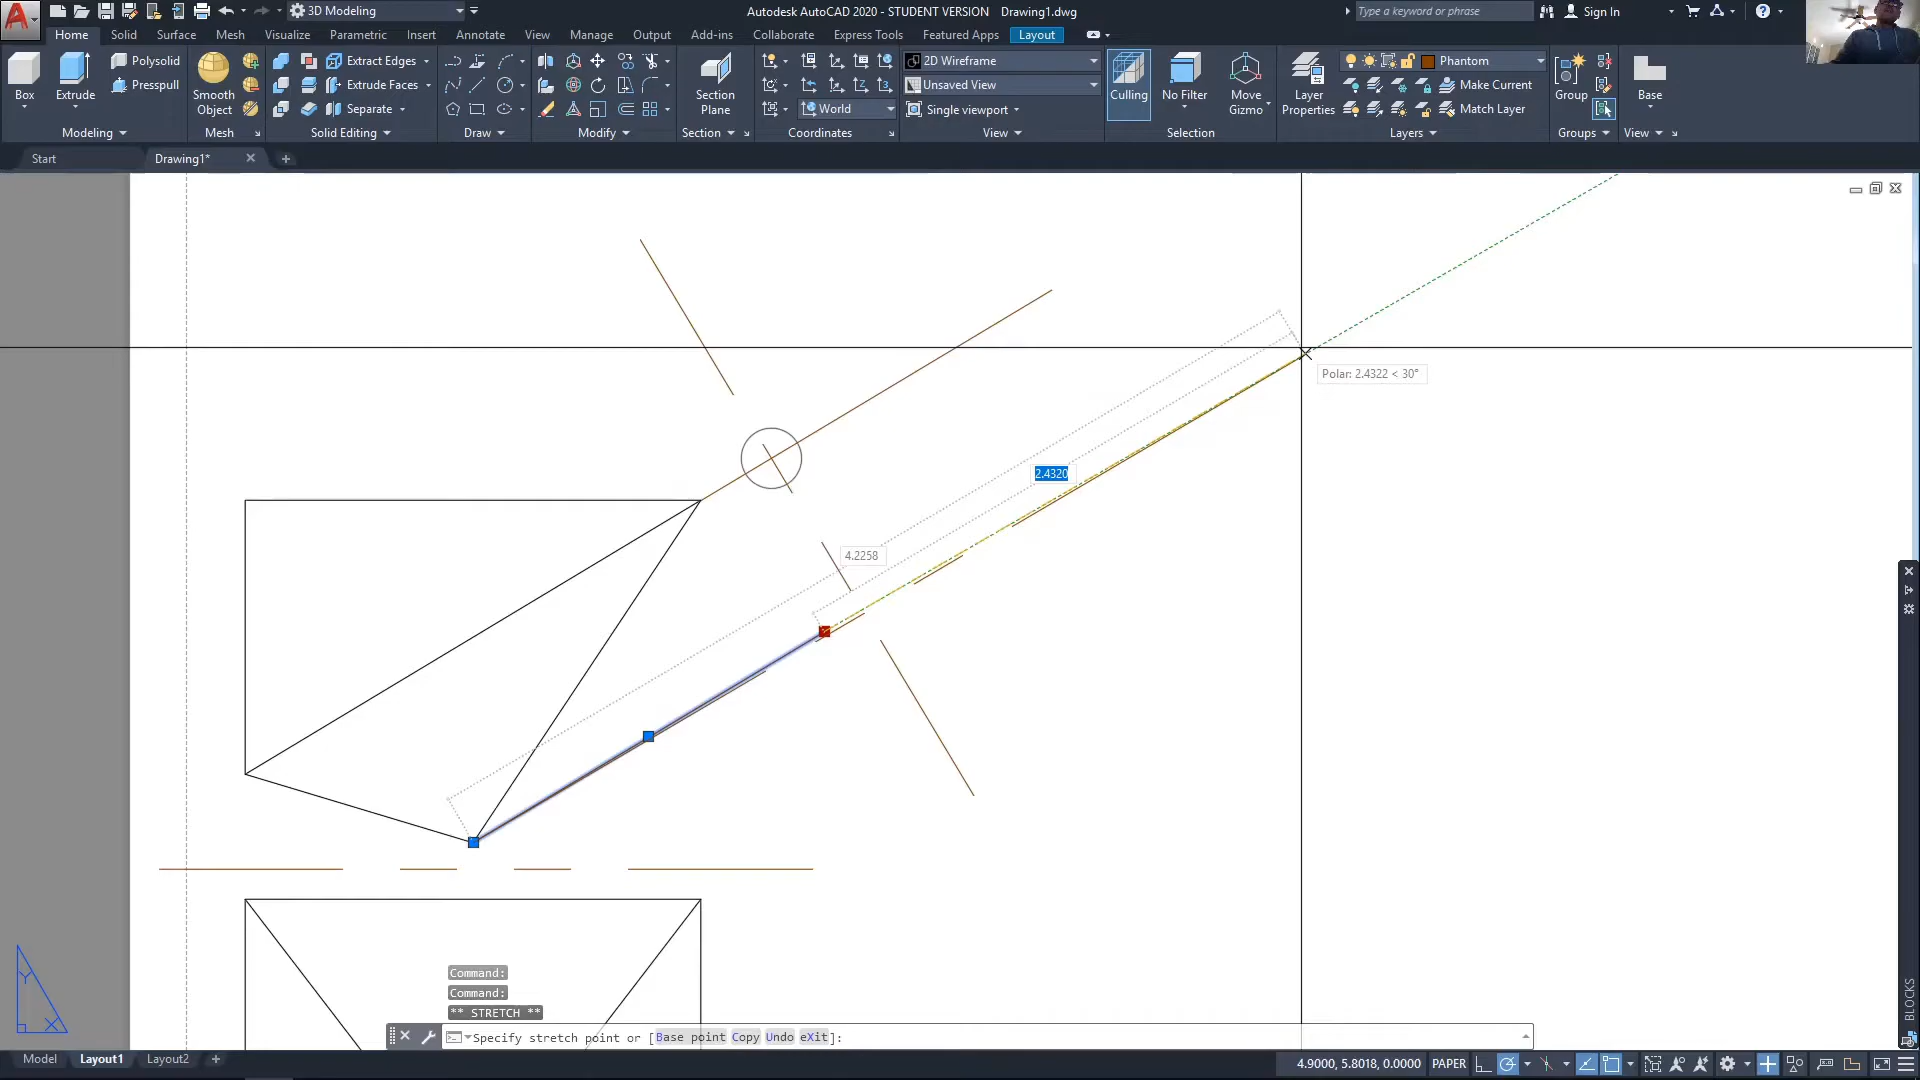 3D Modeling
Autodesk AutoCAD 2020 - STUDENT VERSION Drawing1.dwg
Type a keyword or phrase
Sign In
Home Solid Surface Mesh Visualize Parametric Insert Annotate View Manage Output Add-ins Collaborate Express Tools Featured Apps Layout
Box
Extrude
Polysolid
Presspull
Modeling
Smooth
Object
Mesh
Extract Edges
Extrude Faces
Separate
Solid Editing
Draw
Modify
Section
Plane
Section
World
Coordinates
2D Wireframe
Unsaved View
Single viewport
View
Culling
No Filter
Move
Gizmo
Selection
Layer
Properties
Phantom
Make Current
Match Layer
Layers
Group
Groups
Base
View
Start
Drawing1*
Polar: 2.4322 < 30°
2.4320
4.2258
Y
X
Command:
Command:
** STRETCH **
Specify stretch point or [Base point Copy Undo eXit]:
BLOCKS
Model Layout1 Layout2 +
4.9000, 5.8018, 0.0000 PAPER